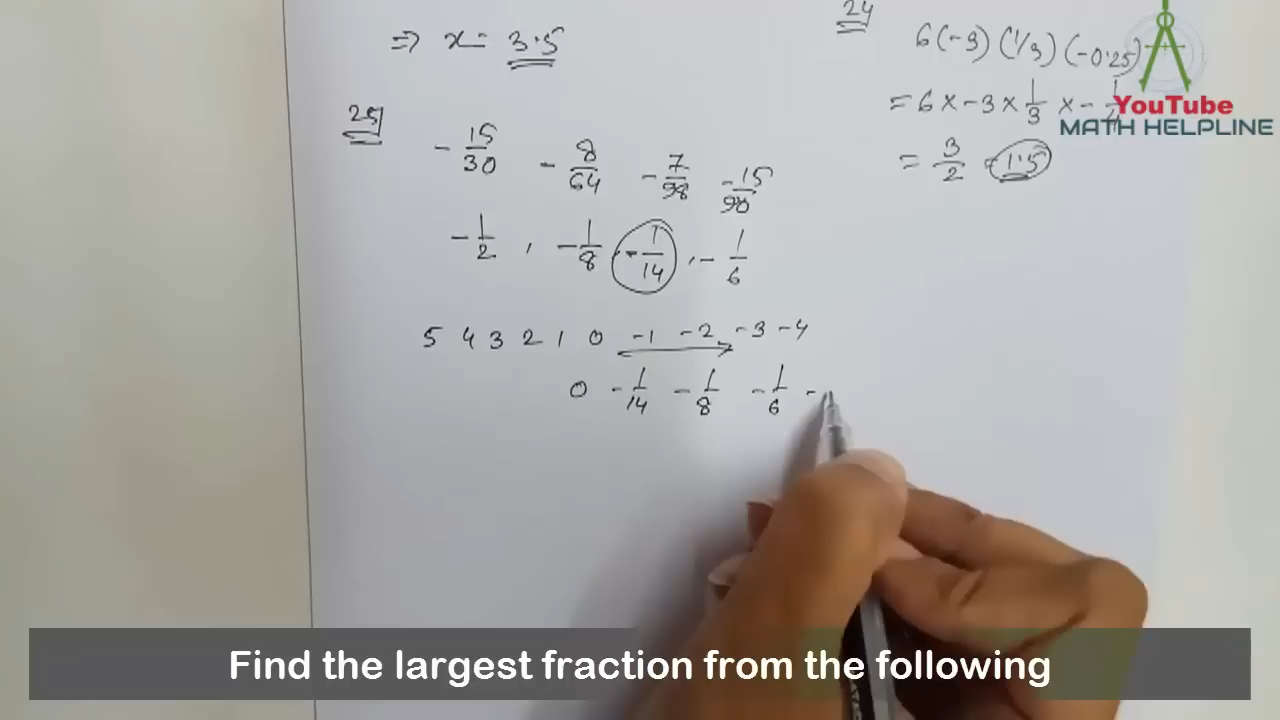 ⇒ x = 3.5
24
6(-3)(1/3)(-0.25)
= 6 x -3 x 1/3 x - 1/4
= 3/2 = 1.5
YouTube
MATH HELPLINE
25
- 15/30 - 8/64 - 7/98 - 15/90
- 1/2 , - 1/8 , - 1/14 , - 1/6
5 4 3 2 1 0 -1 -2 -3 -4
0 - 1/14 - 1/8 - 1/6 -
Find the largest fraction from the following